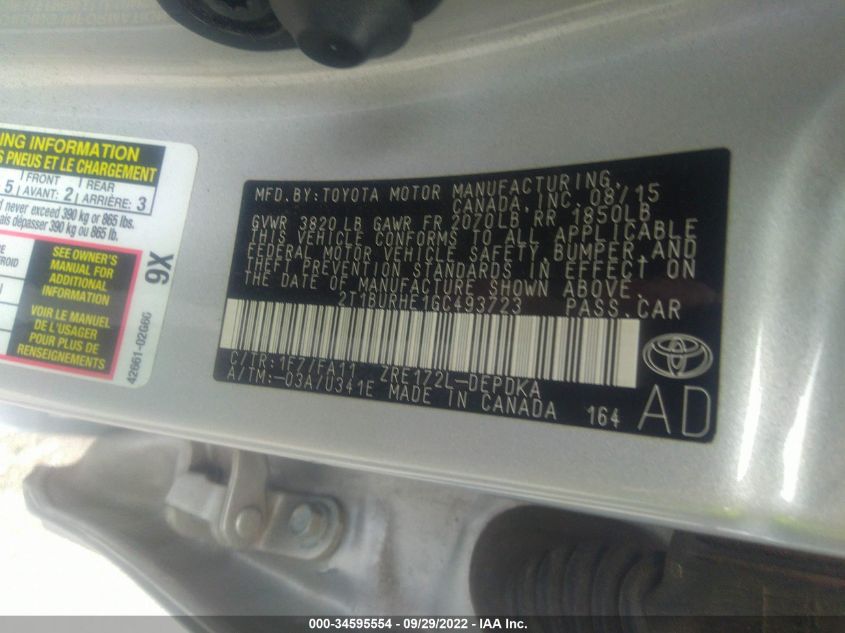 ING INFORMATION
S PNEUS ET LE CHARGEMENT
5 FRONT AVANT: 2 REAR ARRIÈRE: 3
never exceed 390 kg or 865 lbs.
ais dépasser 390 kg ou 865 lb.
SEE OWNER'S
MANUAL FOR
ADDITIONAL
INFORMATION
VOIR LE MANUEL
DE L'USAGER
POUR PLUS DE
RENSEIGNEMENTS
9X
42661-02G60
MFD.BY:TOYOTA MOTOR MANUFACTURING,
CANADA, INC. 08/15
GVWR 3820 LB GAWR FR 2070LB RR 1850LB
THIS VEHICLE CONFORMS TO ALL APPLICABLE
FEDERAL MOTOR VEHICLE SAFETY, BUMPER, AND
THEFT PREVENTION STANDARDS IN EFFECT ON
THE DATE OF MANUFACTURE SHOWN ABOVE.
2T1BURHE1GC493723 PASS.CAR
C/TR:1F7/FA11 ZRE172L-DEPDKA
A/TM:-03A/U341E MADE IN CANADA 164
AD
000-34595554 - 09/29/2022 - IAA Inc.